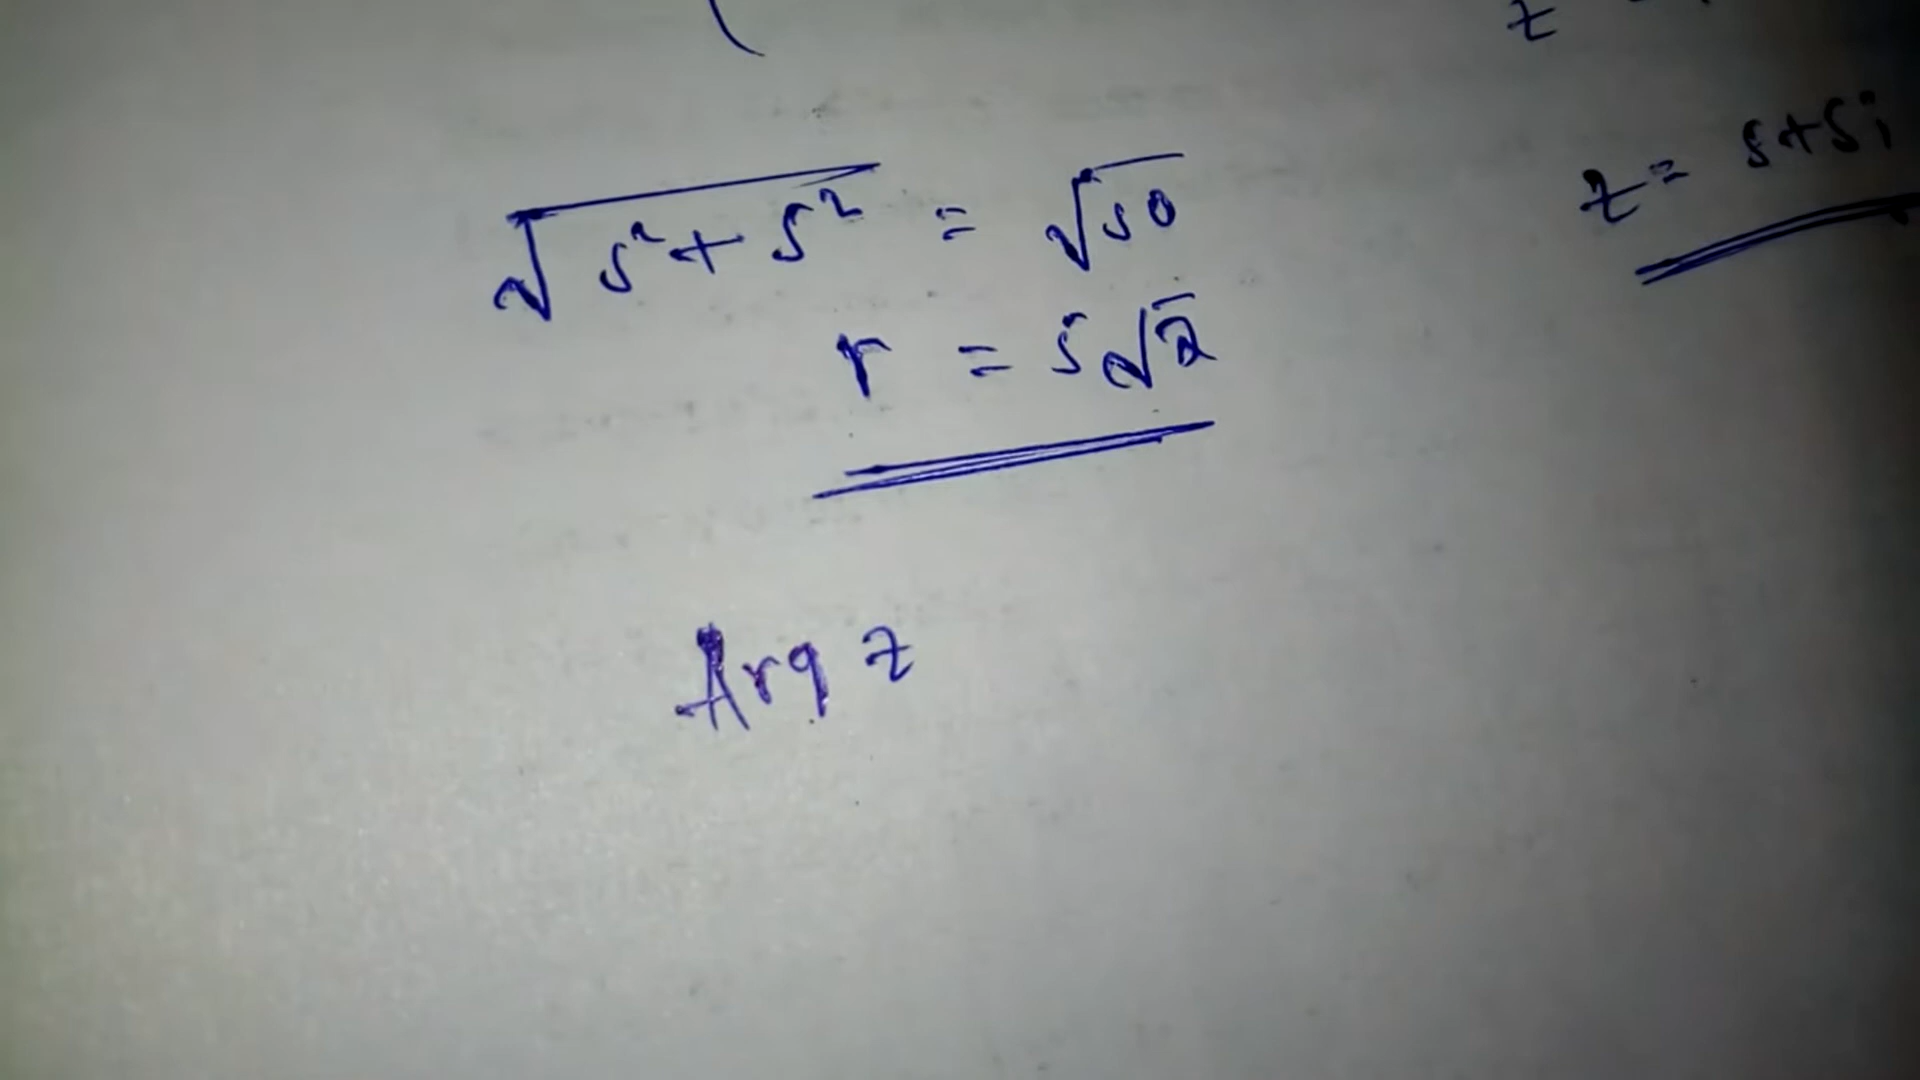 √5²+5² = √50
r = 5√2
z = 5+5i
Arg z